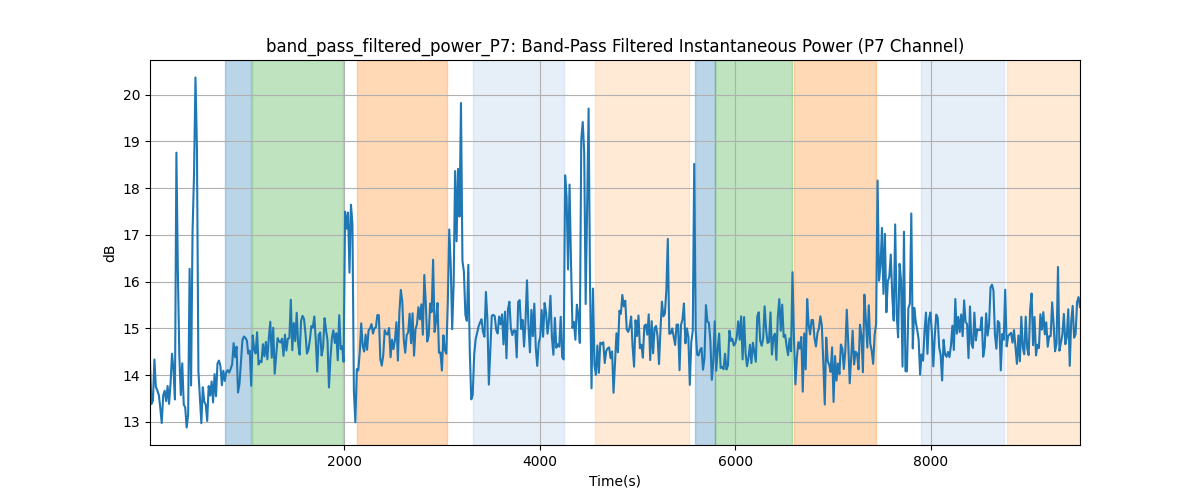 band_pass_filtered_power_P7: Band-Pass Filtered Instantaneous Power (P7 Channel)
20
19
18
17
16
15
14
13
dB
2000 4000 6000 8000
Time(s)